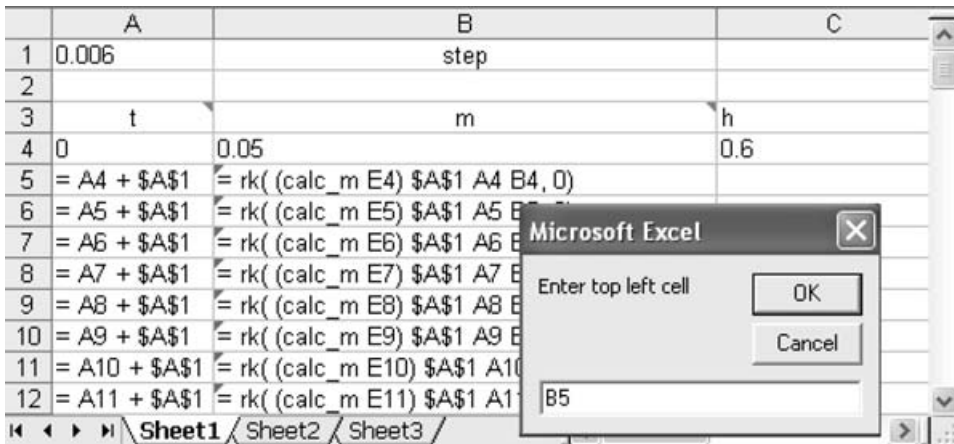 A B C
1 0.006 step
2
3 t m h
4 0 0.05 0.6
5 = A4 + $A$1 = rk( (calc_m E4) $A$1 A4 B4, 0)
6 = A5 + $A$1 = rk( (calc_m E5) $A$1 A5
7 = A6 + $A$1 = rk( (calc_m E6) $A$1 A6
8 = A7 + $A$1 = rk( (calc_m E7) $A$1 A7
9 = A8 + $A$1 = rk( (calc_m E8) $A$1 A8
10 = A9 + $A$1 = rk( (calc_m E9) $A$1 A9
11 = A10 + $A$1 = rk( (calc_m E10) $A$1
12 = A11 + $A$1 = rk( (calc_m E11) $A$1
Sheet1 Sheet2 Sheet3
Microsoft Excel
Enter top left cell
OK
Cancel
B5